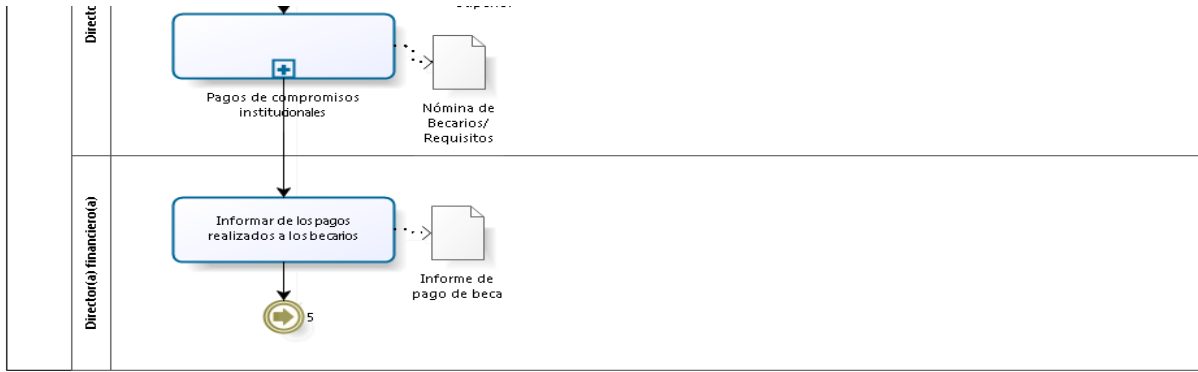 Pagos de compromisos
institucionales
Nómina de
Becarios/
Requisitos
Director(a) financiero(a)
Informar de los pagos
realizados a los becarios
Informe de
pago de beca
5